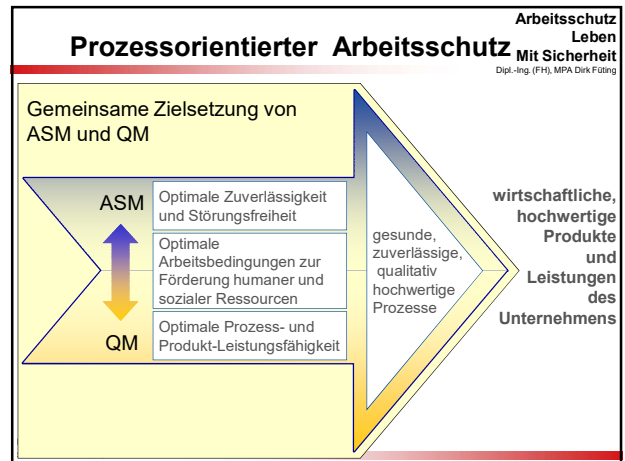 Prozessorientierter Arbeitsschutz
Arbeitsschutz
Leben
Mit Sicherheit
Dipl.-Ing. (FH), MPA Dirk Füting
Gemeinsame Zielsetzung von
ASM und QM
ASM
Optimale Zuverlässigkeit
und Störungsfreiheit
Optimale
Arbeitsbedingungen zur
Förderung humaner und
sozialer Ressourcen
QM
Optimale Prozess- und
Produkt-Leistungsfähigkeit
gesunde,
zuverlässige,
qualitativ
hochwertige
Prozesse
wirtschaftliche,
hochwertige
Produkte
und
Leistungen
des
Unternehmens